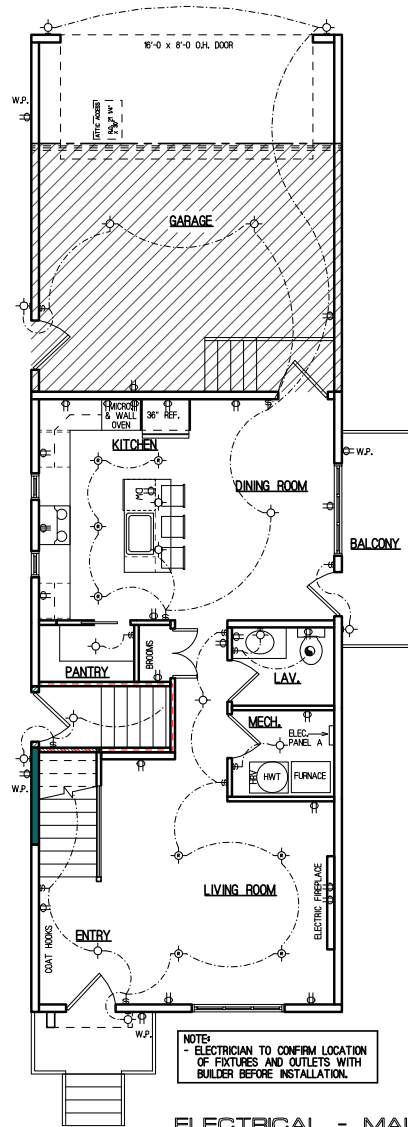 16'-0 x 8'-0 O.H. DOOR
W.P.
ATTIC ACCESS
GARAGE
MICRO
& WALL
OVEN
36" REF.
KITCHEN
W.P.
DINING ROOM
DW
BALCONY
PANTRY
BROOMS
LAV.
MECH.
ELEC.
PANEL A
HRV
HWT
FURNACE
W.P.
LIVING ROOM
ELECTRIC FIREPLACE
COAT HOOKS
ENTRY
W.P.
NOTE:
- ELECTRICIAN TO CONFIRM LOCATION
OF FIXTURES AND OUTLETS WITH
BUILDER BEFORE INSTALLATION.
ELECTRICAL - MAI